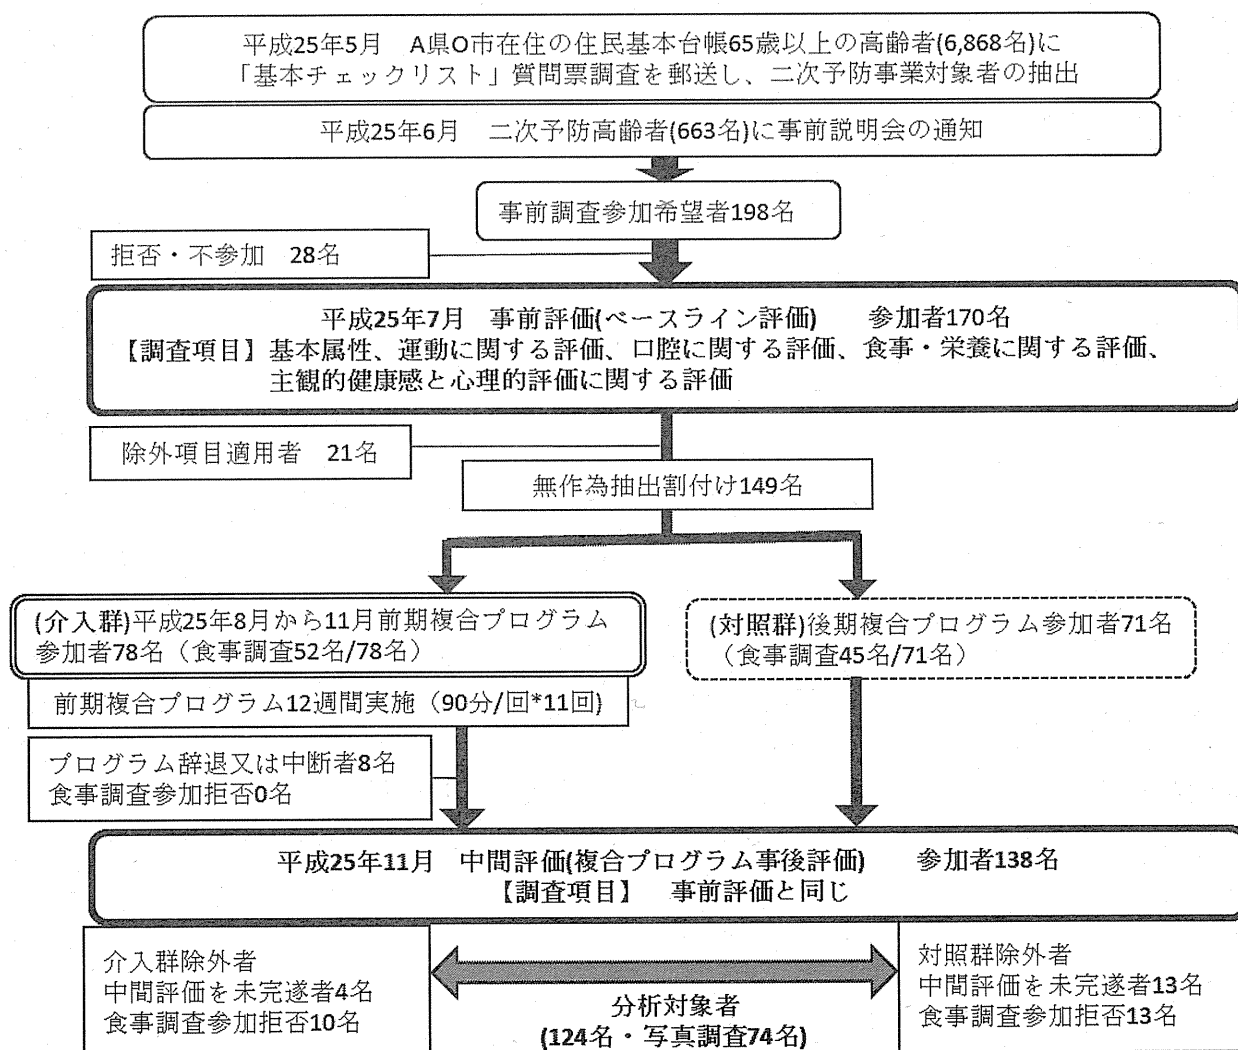 平成25年5月　A県O市在住の住民基本台帳65歳以上の高齢者(6,868名)に
「基本チェックリスト」質問票調査を郵送し、二次予防事業対象者の抽出
平成25年6月　二次予防高齢者(663名)に事前説明会の通知
事前調査参加希望者198名
拒否・不参加　28名
平成25年7月　事前評価(ベースライン評価)　　参加者170名
【調査項目】基本属性、運動に関する評価、口腔に関する評価、食事・栄養に関する評価、
主観的健康感と心理的評価に関する評価
除外項目適用者　21名
無作為抽出割付け149名
(介入群)平成25年8月から11月前期複合プログラム
参加者78名（食事調査52名/78名）
(対照群)後期複合プログラム参加者71名
（食事調査45名/71名）
前期複合プログラム12週間実施（90分/回*11回)
プログラム辞退又は中断者8名
食事調査参加拒否0名
平成25年11月　中間評価(複合プログラム事後評価)　　参加者138名
【調査項目】　事前評価と同じ
介入群除外者
中間評価を未完遂者4名
食事調査参加拒否10名
分析対象者
(124名・写真調査74名)
対照群除外者
中間評価を未完遂者13名
食事調査参加拒否13名